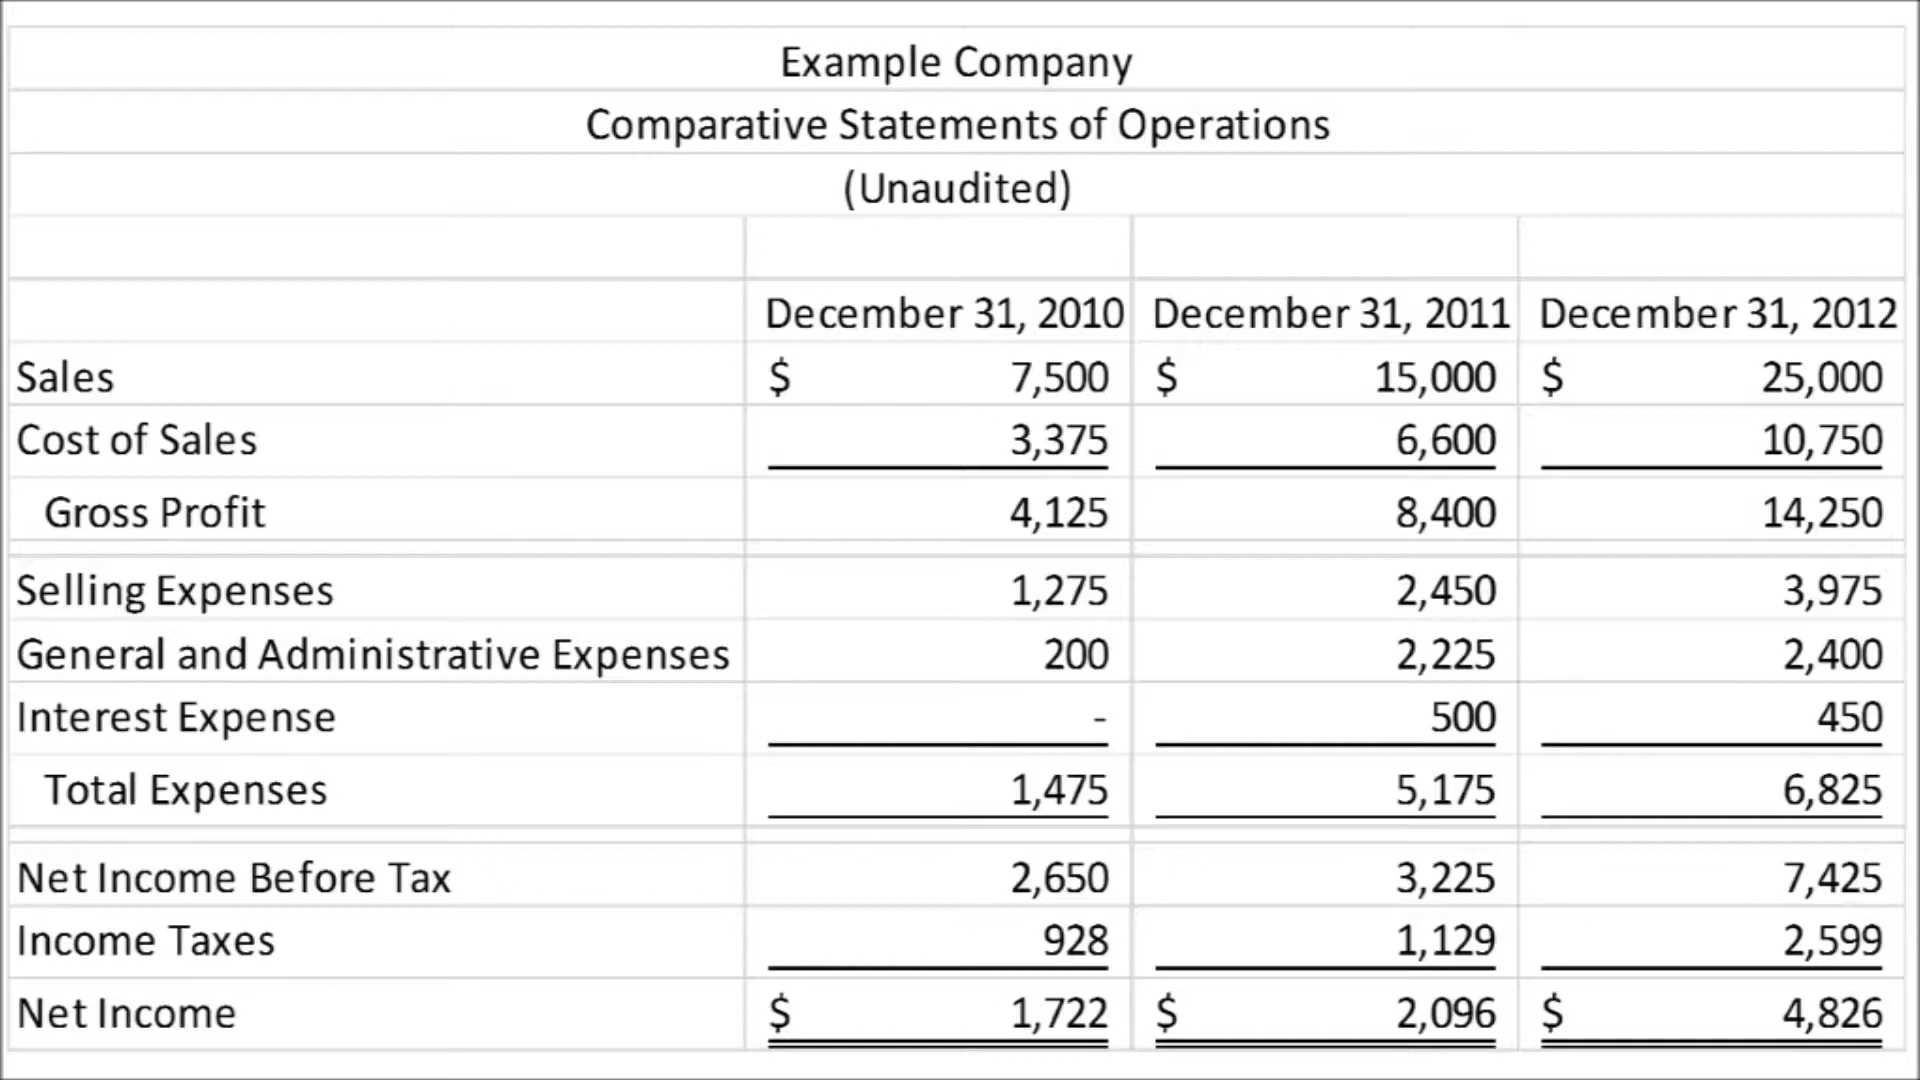 Example Company
Comparative Statements of Operations
(Unaudited)
December 31, 2010 December 31, 2011 December 31, 2012
Sales $ 7,500 $ 15,000 $ 25,000
Cost of Sales 3,375 6,600 10,750
Gross Profit 4,125 8,400 14,250
Selling Expenses 1,275 2,450 3,975
General and Administrative Expenses 200 2,225 2,400
Interest Expense - 500 450
Total Expenses 1,475 5,175 6,825
Net Income Before Tax 2,650 3,225 7,425
Income Taxes 928 1,129 2,599
Net Income $ 1,722 $ 2,096 $ 4,826